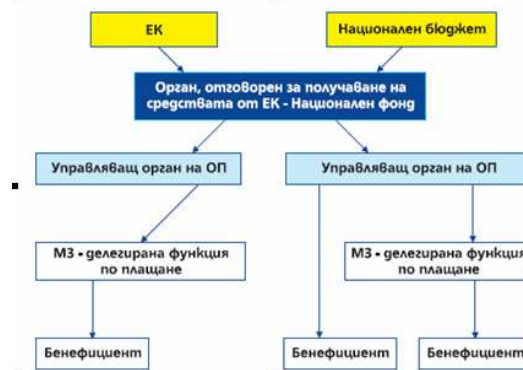 ЕК
Национален бюджет
Орган, отговорен за получаване на
средствата от ЕК - Национален фонд
Управляващ орган на ОП
Управляващ орган на ОП
МЗ - делегирана функция
по плащане
МЗ - делегирана функция
по плащане
Бенефициент
Бенефициент
Бенефициент